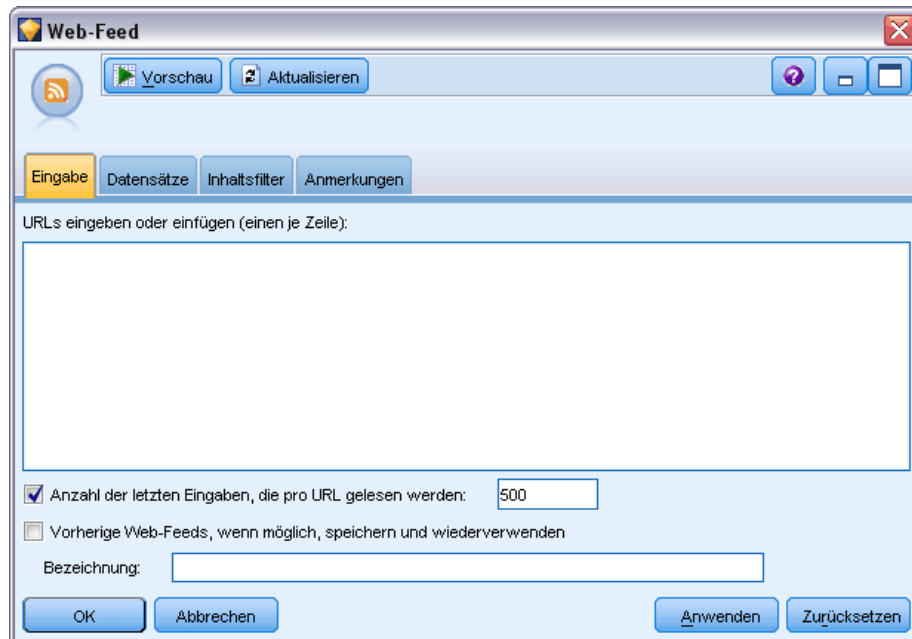 Web-Feed
Vorschau Aktualisieren ?
Eingabe Datensätze Inhaltsfilter Anmerkungen
URLs eingeben oder einfügen (einen je Zeile):
Anzahl der letzten Eingaben, die pro URL gelesen werden: 500
Vorherige Web-Feeds, wenn möglich, speichern und wiederverwenden
Bezeichnung:
OK Abbrechen Anwenden Zurücksetzen